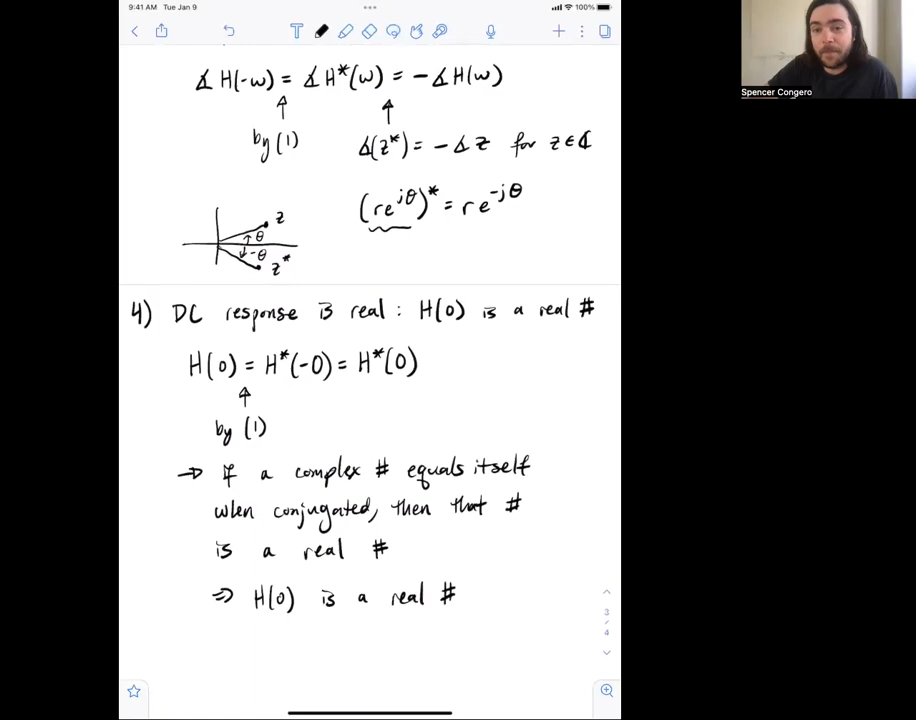 9:41 AM Tue Jan 9
100%
∡ H(-w) = ∡ H*(w) = -∡ H(w)
by (1)
∡(z*) = -∡ z for z ∈ ℂ
(re^{jθ})* = re^{-jθ}
z
θ
-θ
z*
4) DC response is real : H(0) is a real #
H(0) = H*(-0) = H*(0)
by (1)
→ If a complex # equals itself
when conjugated, then that #
is a real #
⇒ H(0) is a real #
3
/
4
Spencer Congero